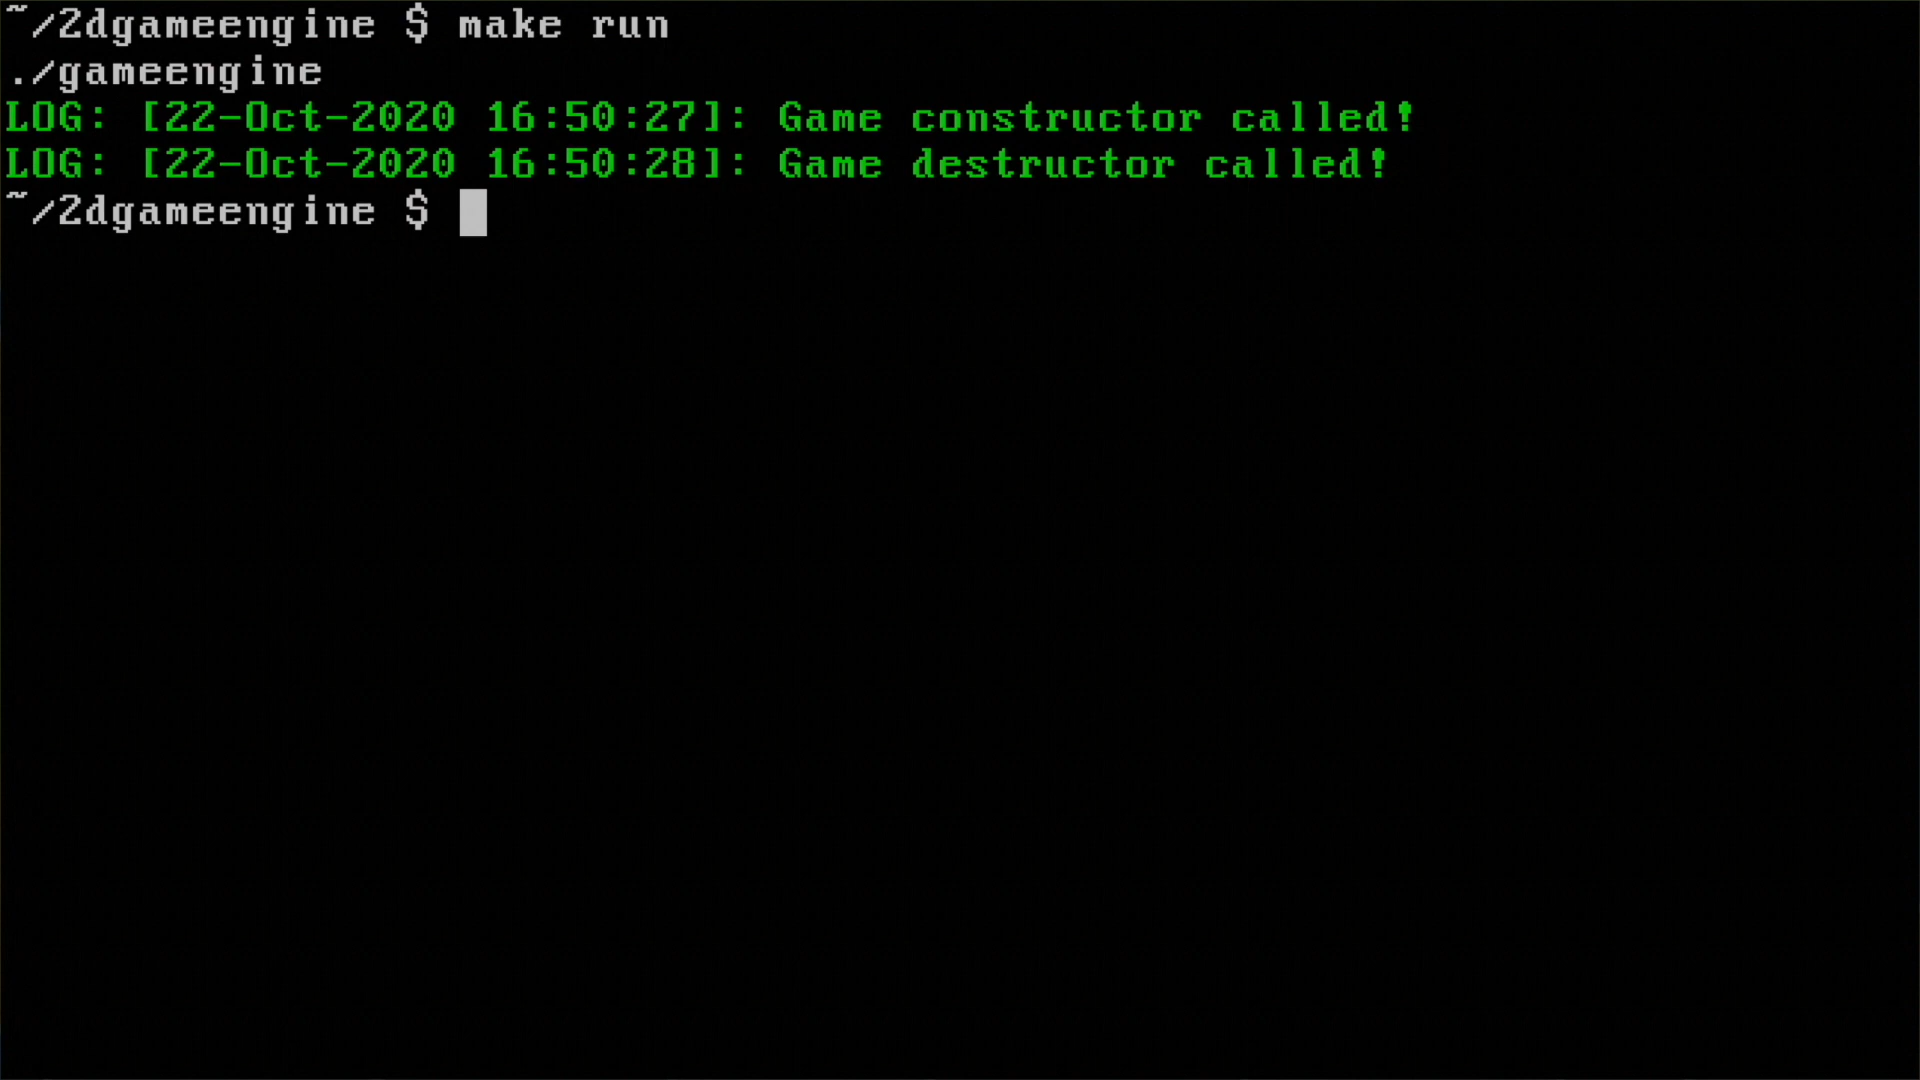 ~/2dgameengine $ make run
./gameengine
LOG: [22-Oct-2020 16:50:27]: Game constructor called!
LOG: [22-Oct-2020 16:50:28]: Game destructor called!
~/2dgameengine $